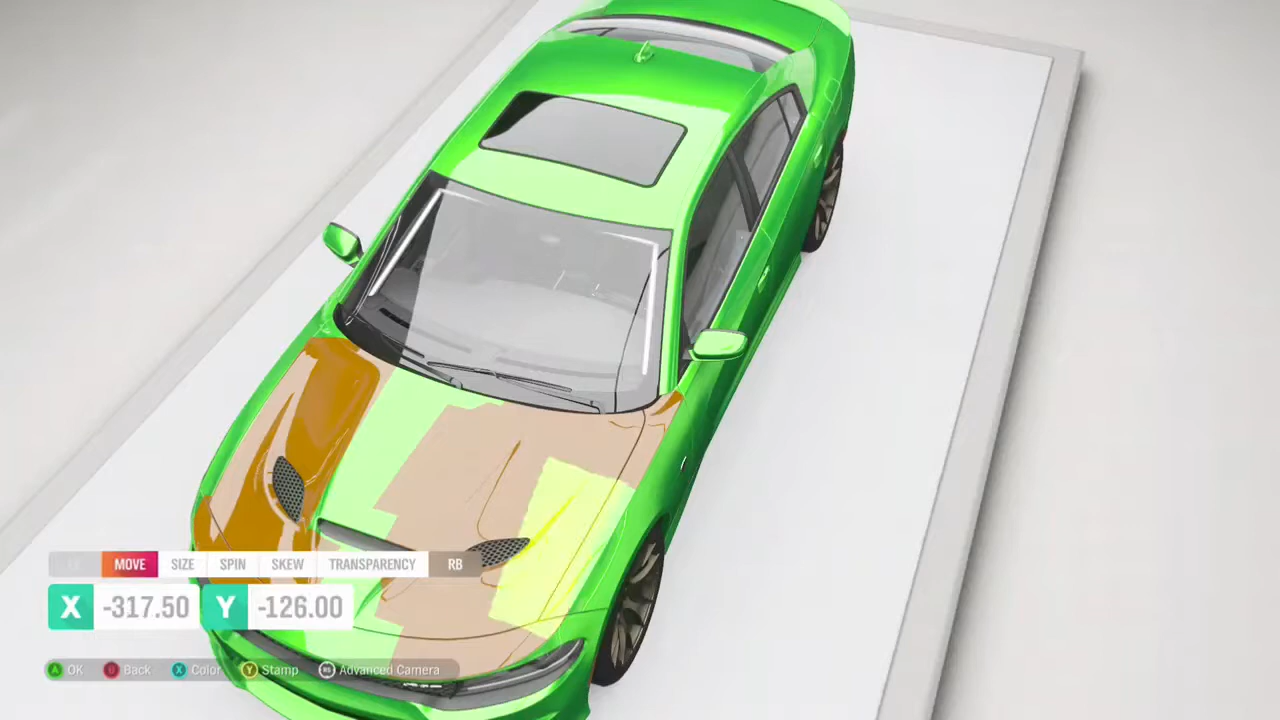 MOVE SIZE SPIN SKEW TRANSPARENCY RB
X -317.50 Y -126.00
A OK Back X Color Y Stamp RS Advanced Camera